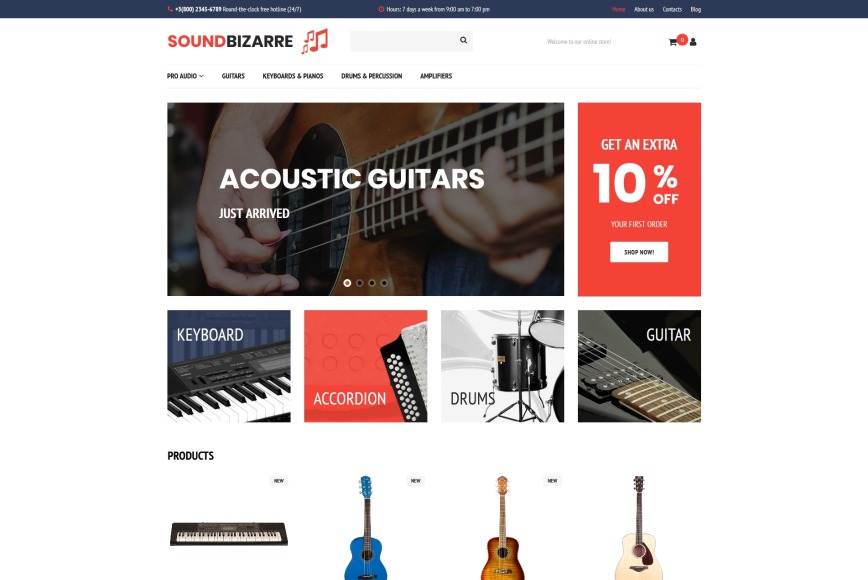 +3(800) 2345-6789 Round-the-clock free hotline (24/7)
Hours: 7 days a week from 9:00 am to 7:00 pm
Home About us Contacts Blog
SOUNDBIZARRE
Welcome to our online store!
0
PRO AUDIO GUITARS KEYBOARDS & PIANOS DRUMS & PERCUSSION AMPLIFIERS
ACOUSTIC GUITARS
JUST ARRIVED
GET AN EXTRA
10% OFF
YOUR FIRST ORDER
SHOP NOW!
KEYBOARD
ACCORDION
DRUMS
GUITAR
PRODUCTS
NEW
NEW
NEW